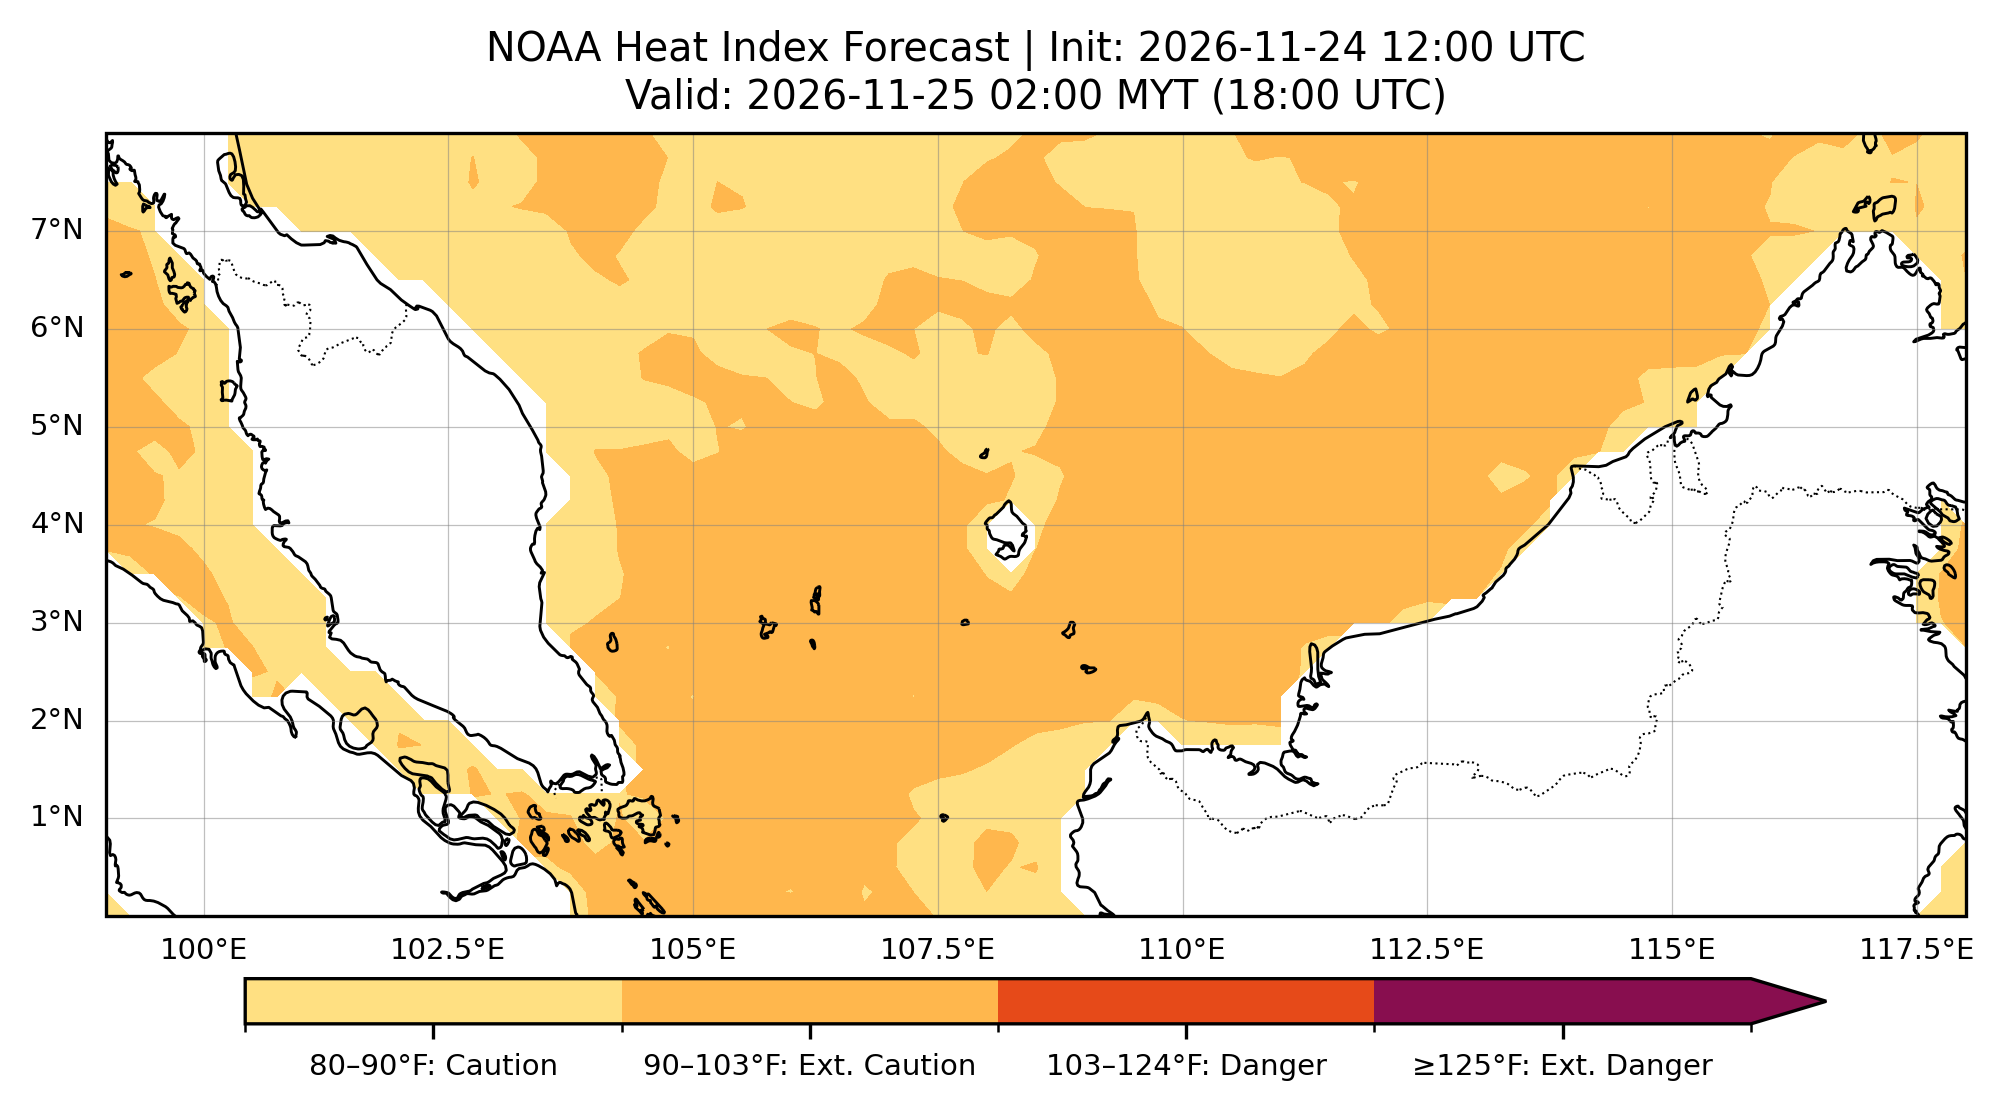 NOAA Heat Index Forecast | Init: 2026-11-24 12:00 UTC
Valid: 2026-11-25 02:00 MYT (18:00 UTC)
7°N
6°N
5°N
4°N
3°N
2°N
1°N
100°E 102.5°E 105°E 107.5°E 110°E 112.5°E 115°E 117.5°E
80–90°F: Caution 90–103°F: Ext. Caution 103–124°F: Danger ≥125°F: Ext. Danger